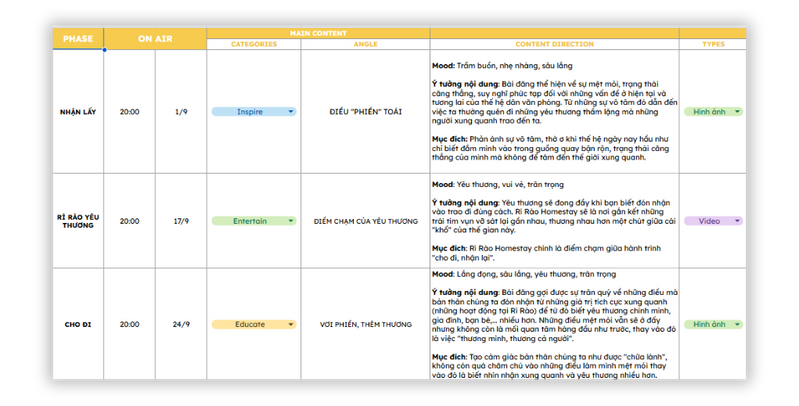 PHASE
ON AIR
MAIN CONTENT
CATEGORIES
ANGLE
CONTENT DIRECTION
TYPES
NHẬN LẤY
20:00
1/9
Inspire
ĐIỀU "PHIỀN" TOÁI
Mood: Trầm buồn, nhẹ nhàng, sâu lắng
Ý tưởng nội dung: Bài đăng thể hiện về sự mệt mỏi, trạng thái
căng thẳng, suy nghĩ phức tạp đối với những vấn đề ở hiện tại và
tương lai của thế hệ dân văn phòng. Từ những sự vô tâm đó dẫn đến
việc ta thường quên đi những yêu thương thầm lặng mà những
người xung quanh trao đến ta.
Mục đích: Phản ánh sự vô tâm, thờ ơ khi thế hệ ngày nay hầu như
chỉ biết đắm mình vào trong guồng quay bận rộn, trạng thái căng
thẳng của mình mà không để tâm đến thế giới xung quanh.
Hình ảnh
RÌ RÀO YÊU
THƯƠNG
20:00
17/9
Entertain
ĐIỂM CHẠM CỦA YÊU THƯƠNG
Mood: Yêu thương, vui vẻ, trân trọng
Ý tưởng nội dung: Yêu thương sẽ đong đầy khi bạn biết đón nhận
vào trao đi đúng cách. Rì Rào Homestay sẽ là nơi gắn kết những
trái tim vụn vỡ sát lại gần nhau, thương nhau hơn một chút giữa cái
"khổ" của thế gian này.
Mục đích: Rì Rào Homestay chính là điểm chạm giữa hành trình
"cho đi, nhận lại".
Video
CHO ĐI
20:00
24/9
Educate
VƠI PHIỀN, THÊM THƯƠNG
Mood: Lắng đọng, sâu lắng, yêu thương, trân trọng
Ý tưởng nội dung: Bài đăng gợi được sự trân quý về những điều mà
bản thân chúng ta đón nhận từ những giá trị tích cực xung quanh
(những hoạt động tại Rì Rào) để từ đó biết yêu thương chính mình,
gia đình, bạn bè,... nhiều hơn. Những điều mệt mỏi vẫn sẽ ở đấy
nhưng không còn là mối quan tâm hàng đầu như trước, thay vào đó
là việc "thương mình, thương cả người".
Mục đích: Tạo cảm giác bản thân chúng ta như được "chữa lành",
không còn quá chăm chú vào những điều làm mình mệt mỏi thay
vào đó là biết nhìn nhận xung quanh và yêu thương nhiều hơn.
Hình ảnh